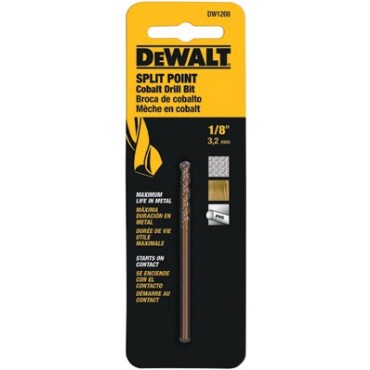 DW1208
DEWALT
SPLIT POINT
Cobalt Drill Bit
Broca de cobalto
Mèche en cobalt
1/8"
3,2 mm
MAXIMUM
LIFE IN METAL
MÁXIMA
DURACIÓN EN
METAL
DURÉE DE VIE
UTILE
MAXIMALE
PVC
STARTS ON
CONTACT
SE ENCIENDE
CON EL
CONTACTO
DÉMARRE AU
CONTACT